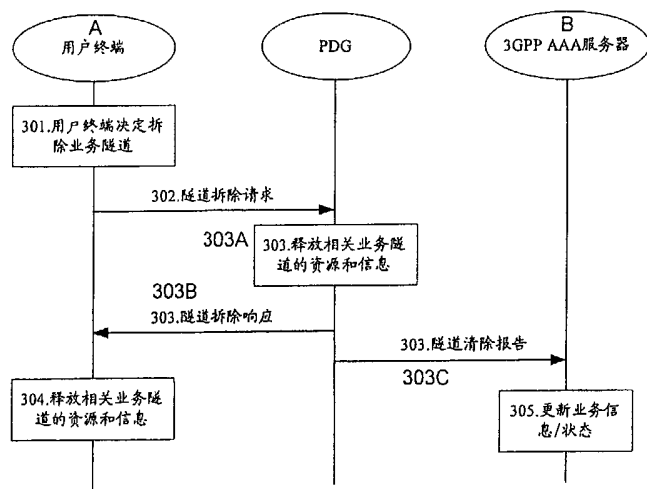 A
用户终端
PDG
B
3GPP AAA服务器
301.用户终端决定拆
除业务隧道
302.隧道拆除请求
303A
303.释放相关业务隧
道的资源和信息
303B
303.隧道拆除响应
303.隧道清除报告
303C
304.释放相关业务隧
道的资源和信息
305.更新业务信
息/状态